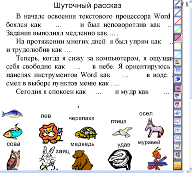 Шуточный рассказ
В начале освоения текстового процессора Word
боялся как ... и был неповоротлив как
Задания выполнял медленно как ....
На протяжении многих дней я был упрям как ...
и трудолюбив как ....
Теперь, когда я сижу за компьютером, я ощущаю
себя свободно как ... в небе. Я ориентируюсь
панелях инструментов Word как ... в воде.
смел в выборе пунктов меню как ....
Сегодня я спокоен как ... и мудр как ...
лев
черепаха
птица
осел
сова
заяц
медведь
удав
муравей